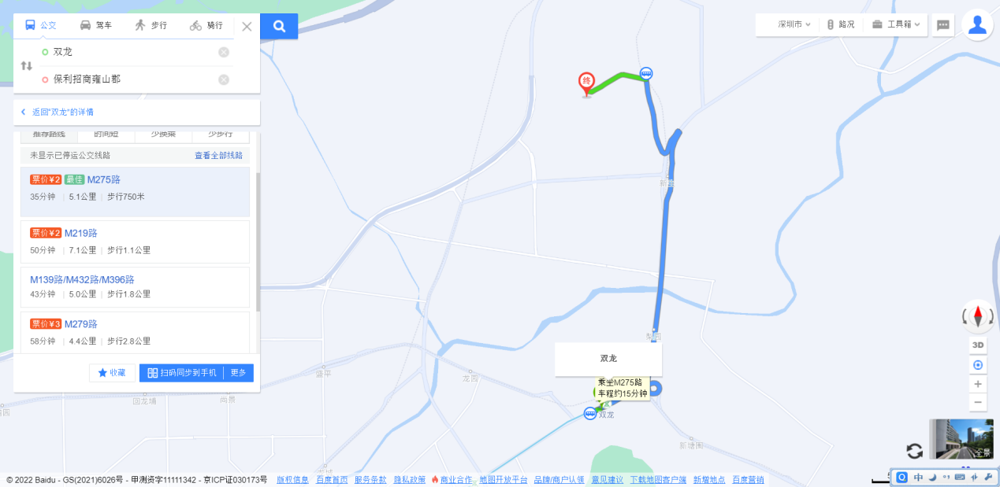 公交 驾车 步行 骑行
双龙
保利招商雍山郡
返回"双龙"的详情
推荐路线 时间短 少换乘 少步行
未显示已停运公交线路 查看全部线路
票价¥2 最佳 M275路
35分钟 | 5.1公里 | 步行750米
票价¥2 M219路
50分钟 | 7.1公里 | 步行1.1公里
M139路/M432路/M396路
43分钟 | 5.0公里 | 步行1.8公里
票价¥3 M279路
58分钟 | 4.4公里 | 步行2.8公里
收藏 扫码同步到手机 更多
深圳市 路况 工具箱
终
双龙
乘坐M275路
车程约15分钟
双龙
龙园
新塘围
回龙埔
尚景
3D
全景
© 2022 Baidu - GS(2021)6026号 - 甲测资字11111342 - 京ICP证030173号 版权信息 百度首页 服务条款 隐私政策 商业合作 地图开放平台 品牌/商户认领 意见建议 下载地图客户端 新增地点 百度营销
中